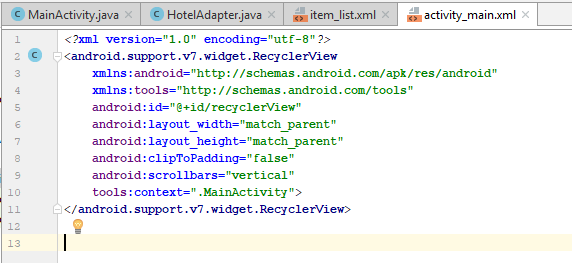 MainActivity.java HotelAdapter.java item_list.xml activity_main.xml
1 <?xml version="1.0" encoding="utf-8"?>
2 <android.support.v7.widget.RecyclerView
3 xmlns:android="http://schemas.android.com/apk/res/android"
4 xmlns:tools="http://schemas.android.com/tools"
5 android:id="@+id/recyclerView"
6 android:layout_width="match_parent"
7 android:layout_height="match_parent"
8 android:clipToPadding="false"
9 android:scrollbars="vertical"
10 tools:context=".MainActivity">
11 </android.support.v7.widget.RecyclerView>
12
13